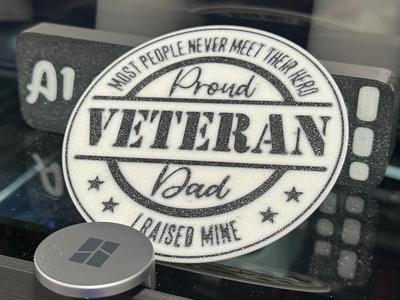 A1
MOST PEOPLE NEVER MEET THEIR HERO
Proud
VETERAN
Dad
I RAISED MINE